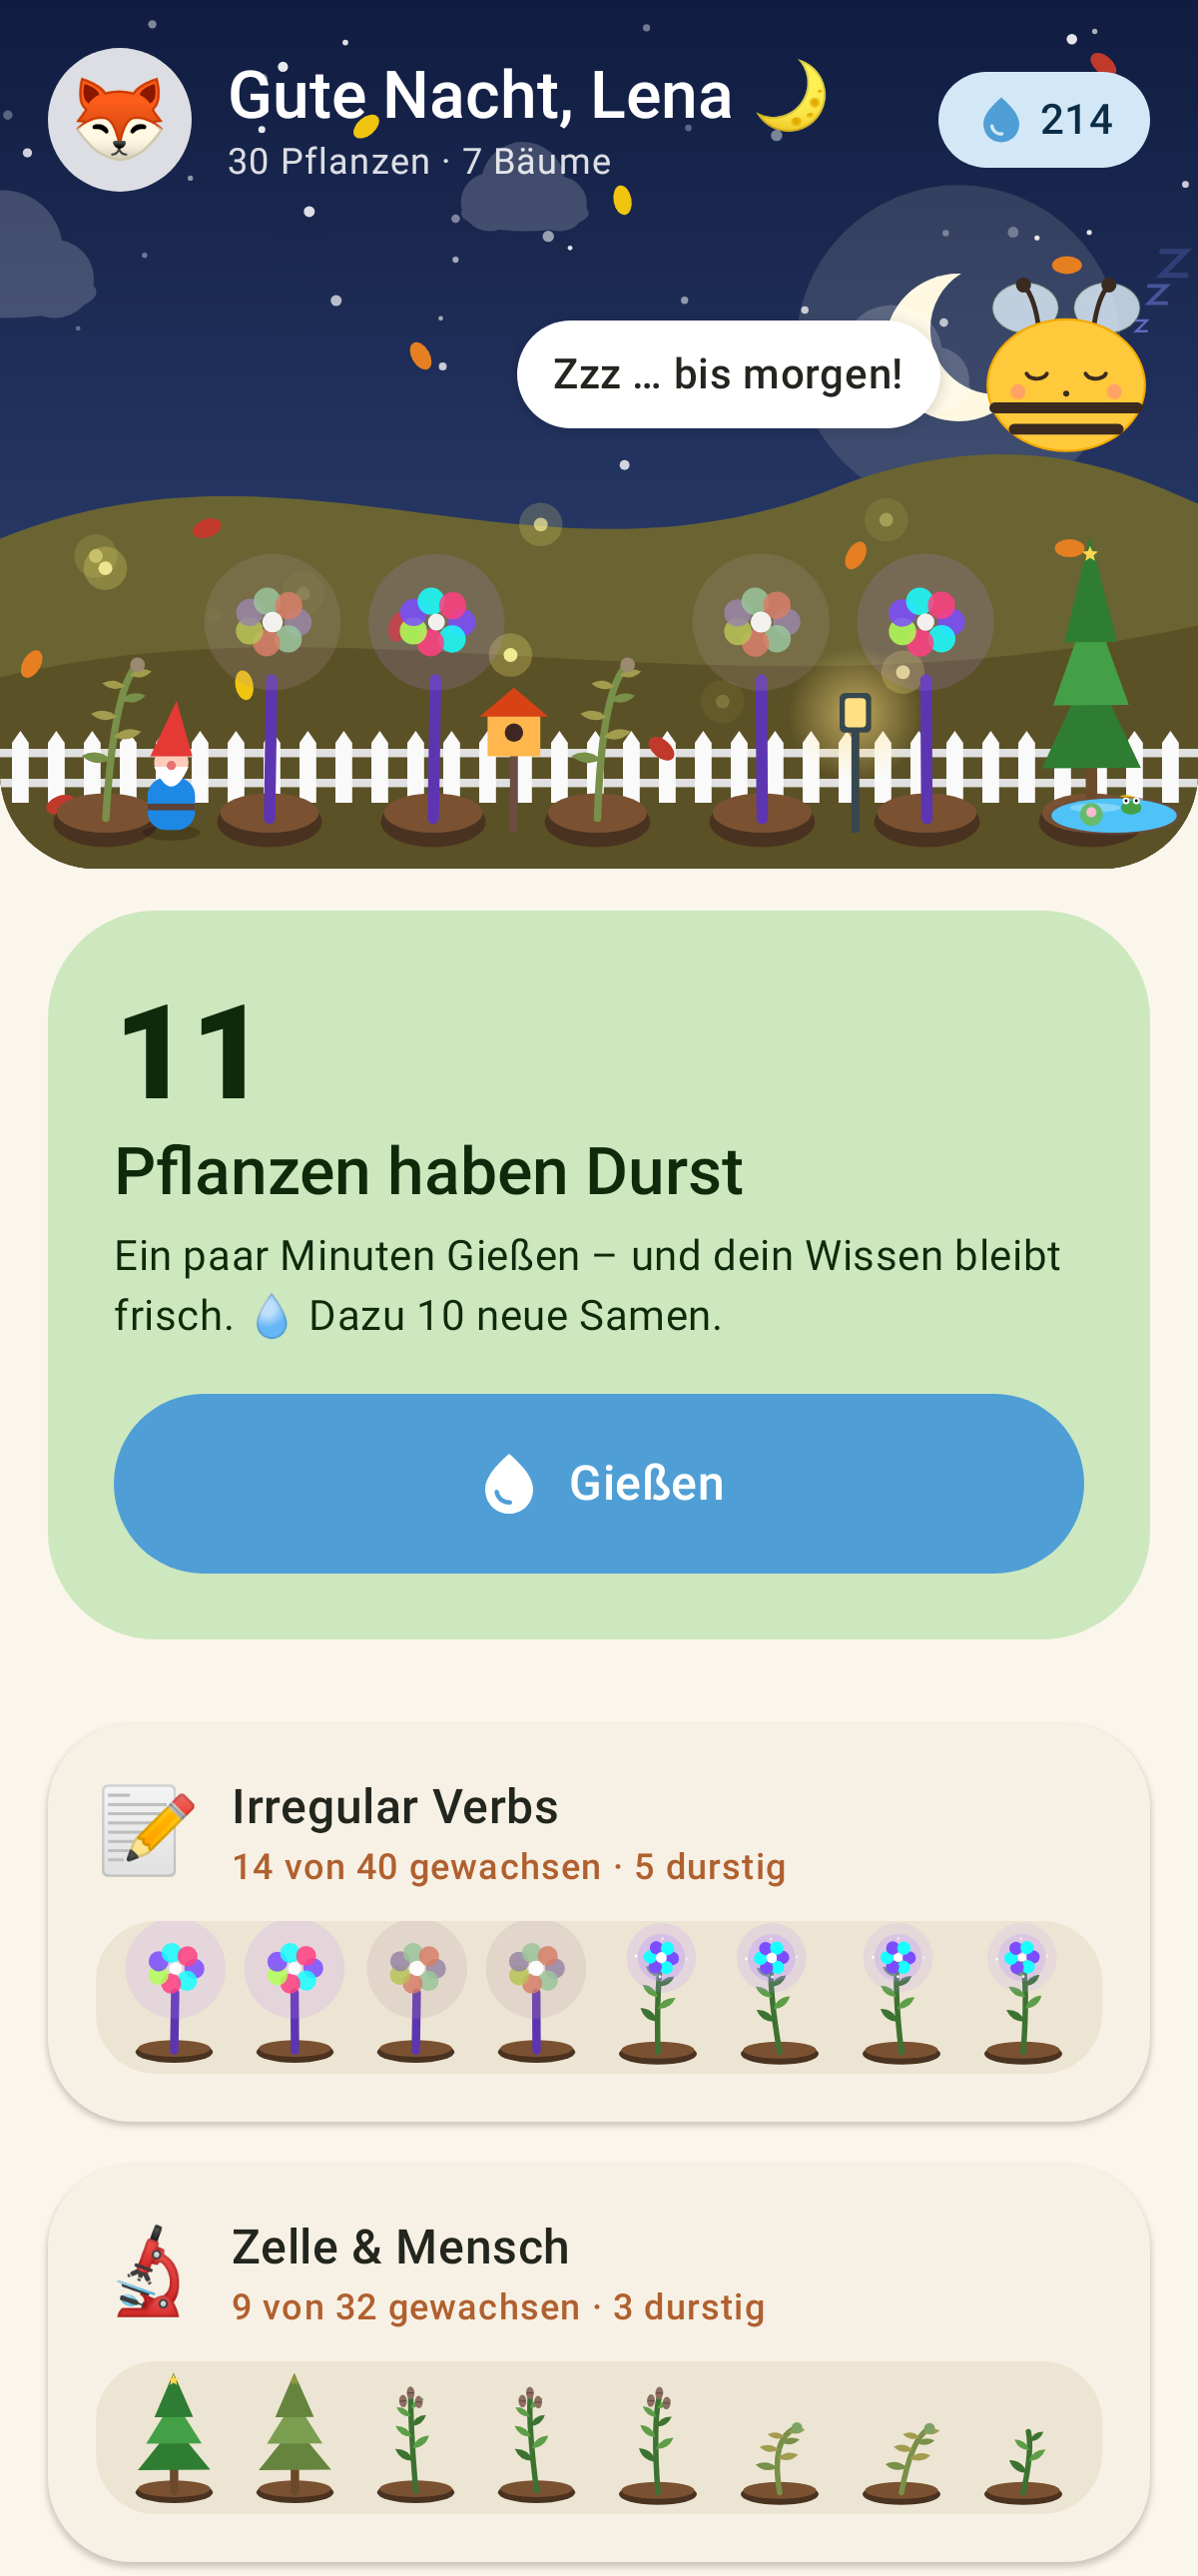 Gute Nacht, Lena 🌙
214
30 Pflanzen · 7 Bäume
z
z
z
Zzz … bis morgen!
11
Pflanzen haben Durst
Ein paar Minuten Gießen – und dein Wissen bleibt
frisch. 💧 Dazu 10 neue Samen.
Gießen
Irregular Verbs
14 von 40 gewachsen · 5 durstig
Zelle & Mensch
9 von 32 gewachsen · 3 durstig